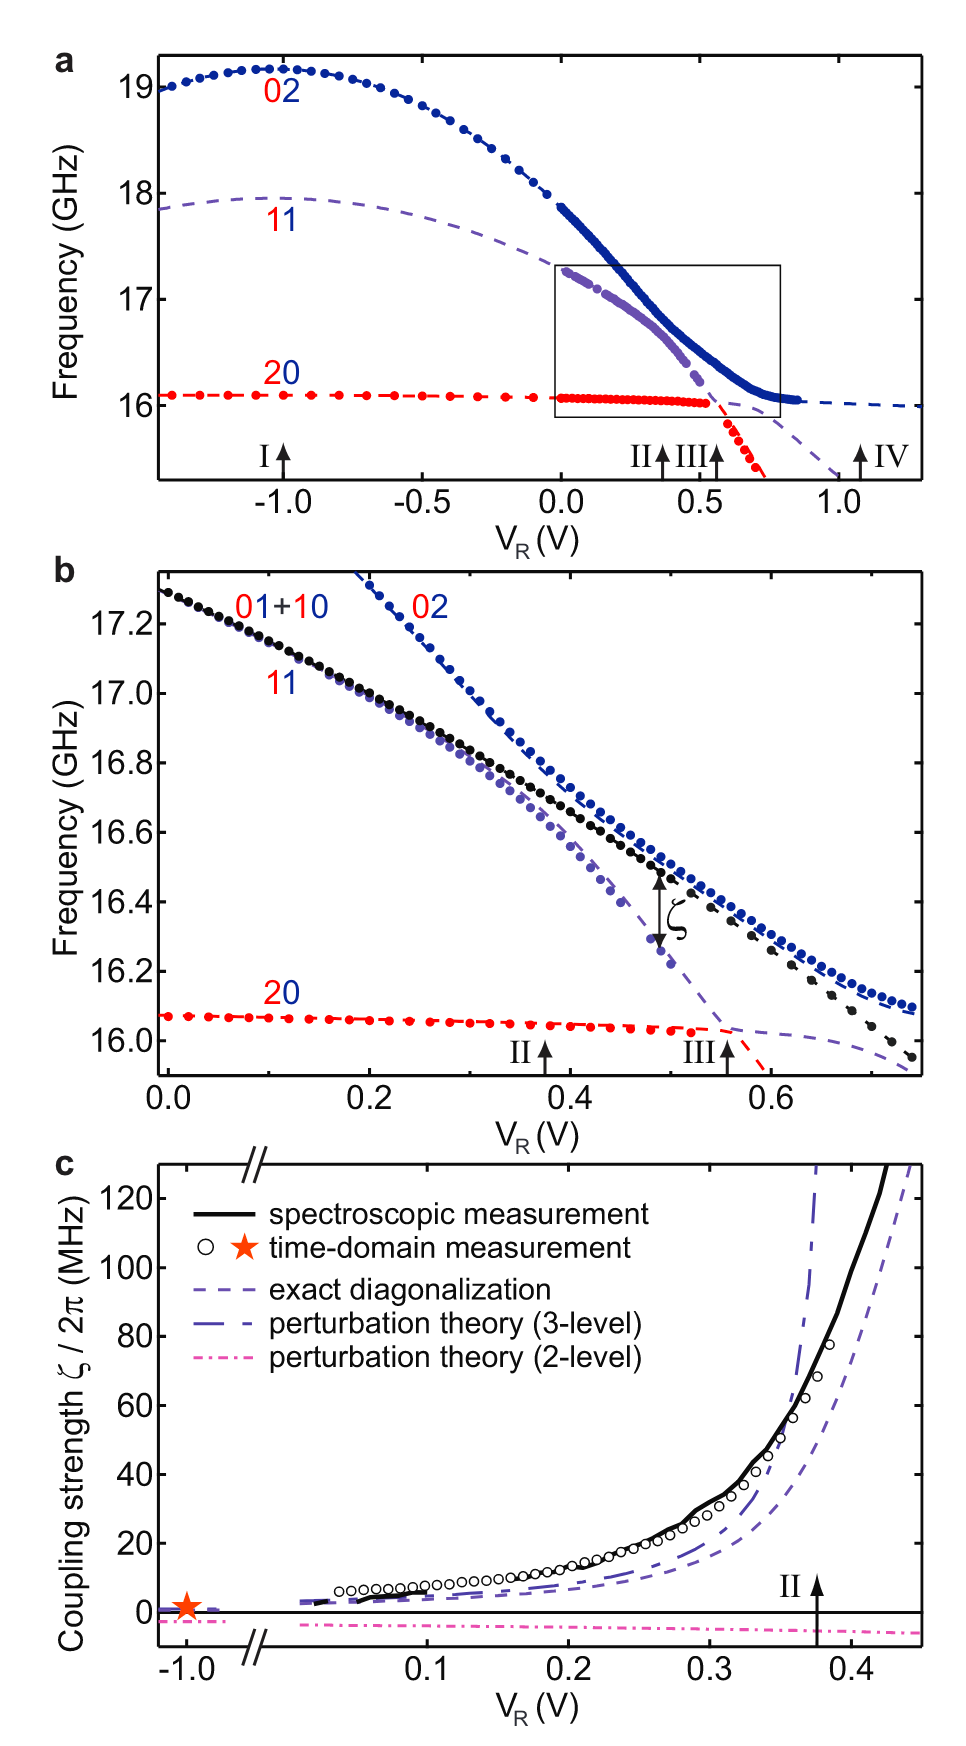 a
19
18
17
16
Frequency (GHz)
02
11
20
I
II
III
IV
-1.0
-0.5
0.0
0.5
1.0
V_R (V)
b
17.2
17.0
16.8
16.6
16.4
16.2
16.0
Frequency (GHz)
01+10
02
11
ζ
20
II
III
0.0
0.2
0.4
0.6
V_R (V)
c
120
100
80
60
40
20
0
Coupling strength ζ / 2π (MHz)
spectroscopic measurement
time-domain measurement
exact diagonalization
perturbation theory (3-level)
perturbation theory (2-level)
II
-1.0
0.1
0.2
0.3
0.4
V_R (V)